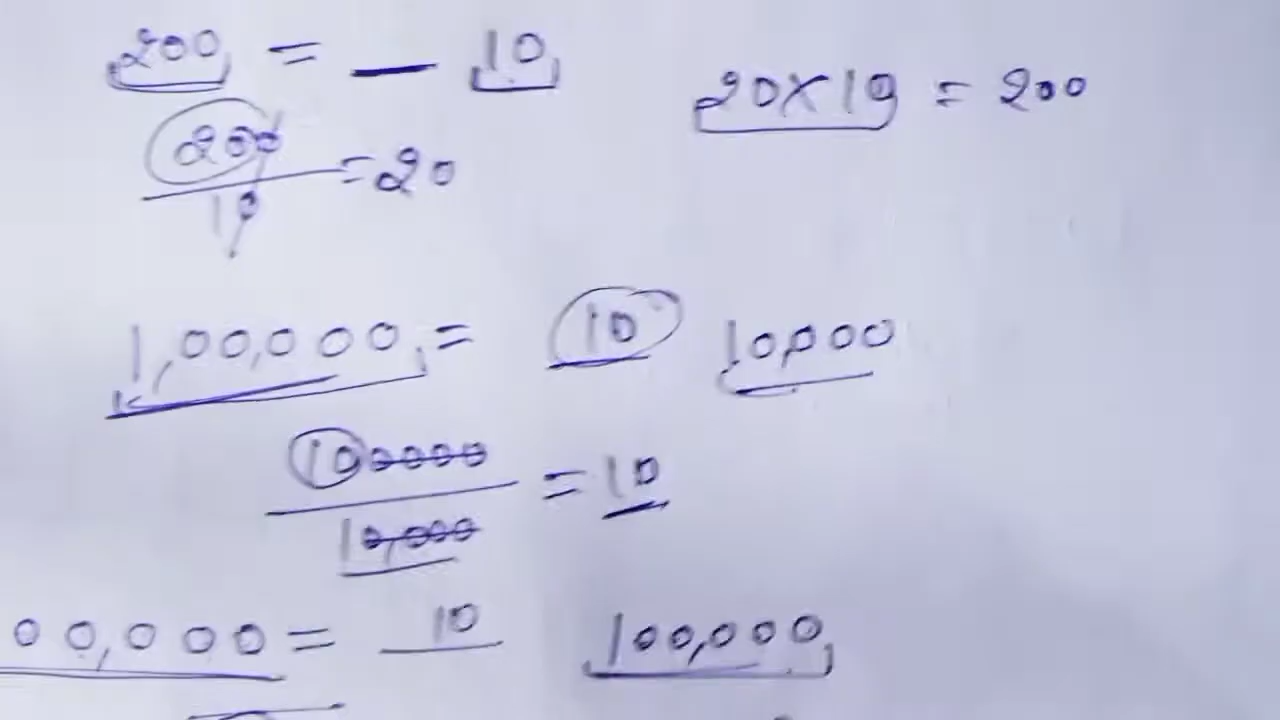 200 = __ 10
20×10 = 200
200/10 = 20
1,00,000 = 10 10,000
100000/10,000 = 10
00,000 = 10 100,000